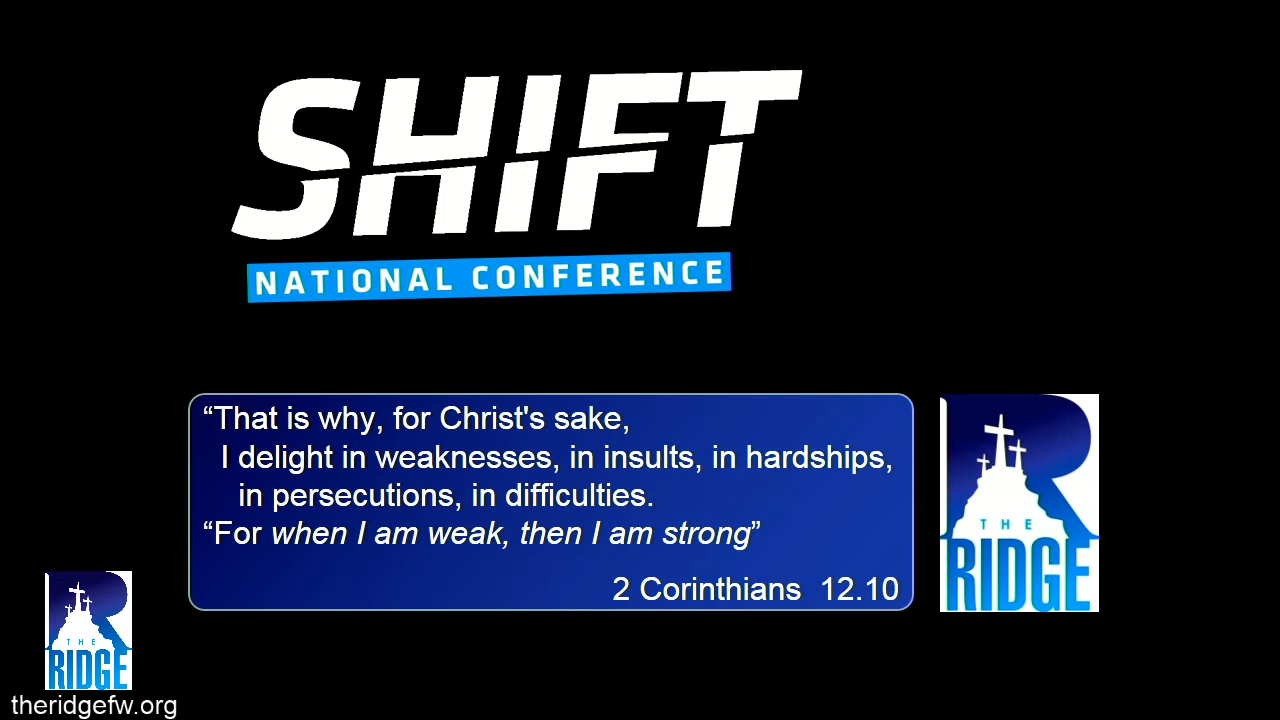 SHIFT
NATIONAL CONFERENCE
“That is why, for Christ's sake,
I delight in weaknesses, in insults, in hardships,
in persecutions, in difficulties.
“For when I am weak, then I am strong”
2 Corinthians 12.10
THE
RIDGE
THE
RIDGE
theridgefw.org